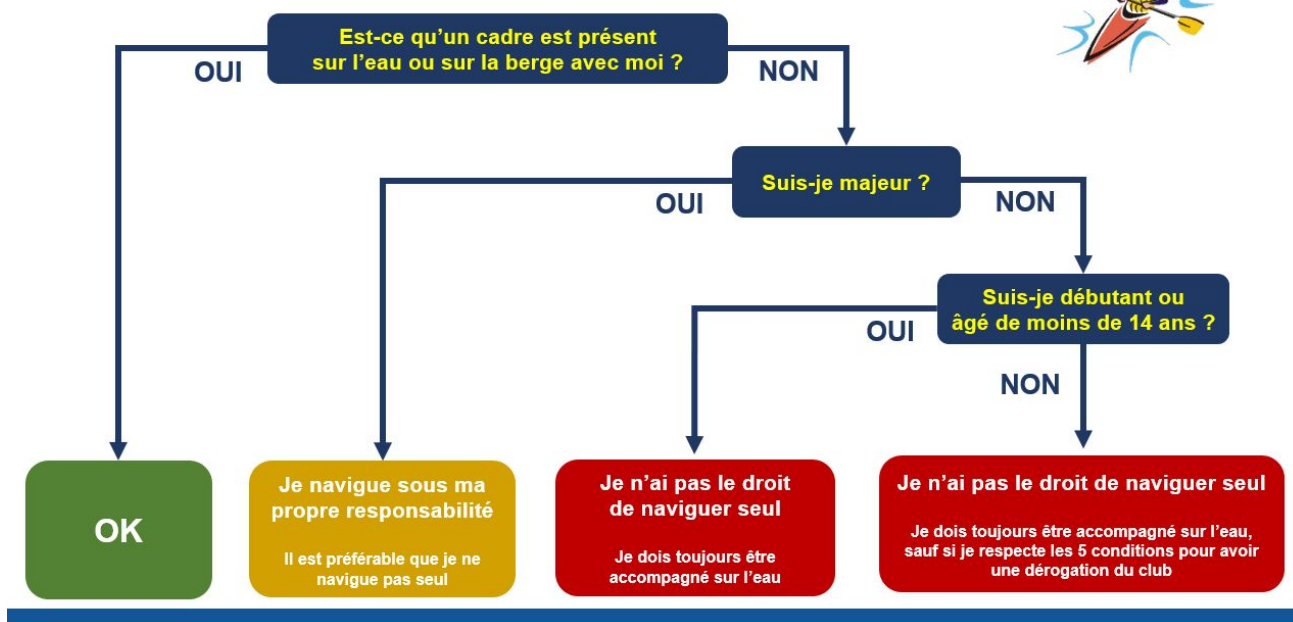 Est-ce qu’un cadre est présent
sur l’eau ou sur la berge avec moi ?
OUI
NON
Suis-je majeur ?
OUI
NON
Suis-je débutant ou
âgé de moins de 14 ans ?
OUI
NON
OK
Je navigue sous ma
propre responsabilité
Il est préférable que je ne
navigue pas seul
Je n’ai pas le droit
de naviguer seul
Je dois toujours être
accompagné sur l’eau
Je n’ai pas le droit de naviguer seul
Je dois toujours être accompagné sur l’eau,
sauf si je respecte les 5 conditions pour avoir
une dérogation du club